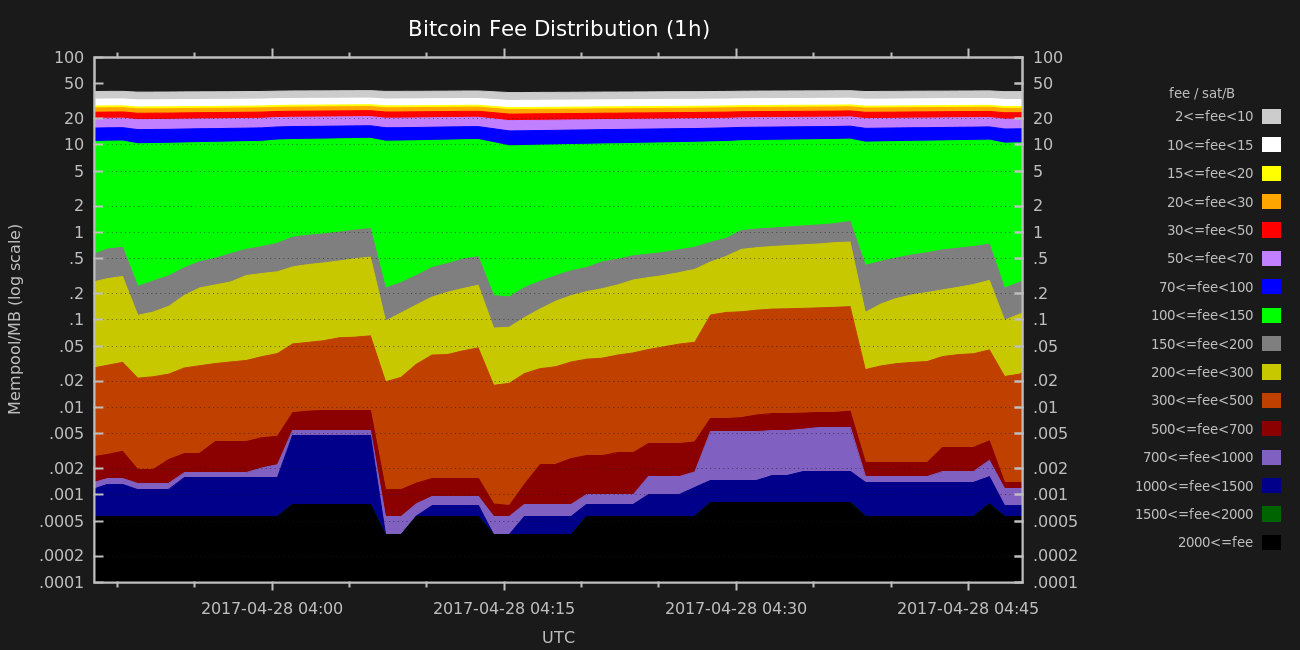 Bitcoin Fee Distribution (1h)
100 100
50 50
20 20
10 10
5 5
2 2
1 1
.5 .5
.2 .2
.1 .1
.05 .05
.02 .02
.01 .01
.005 .005
.002 .002
.001 .001
.0005 .0005
.0002 .0002
.0001 .0001
Mempool/MB (log scale)
2017-04-28 04:00 2017-04-28 04:15 2017-04-28 04:30 2017-04-28 04:45
UTC
fee / sat/B
2<=fee<10
10<=fee<15
15<=fee<20
20<=fee<30
30<=fee<50
50<=fee<70
70<=fee<100
100<=fee<150
150<=fee<200
200<=fee<300
300<=fee<500
500<=fee<700
700<=fee<1000
1000<=fee<1500
1500<=fee<2000
2000<=fee